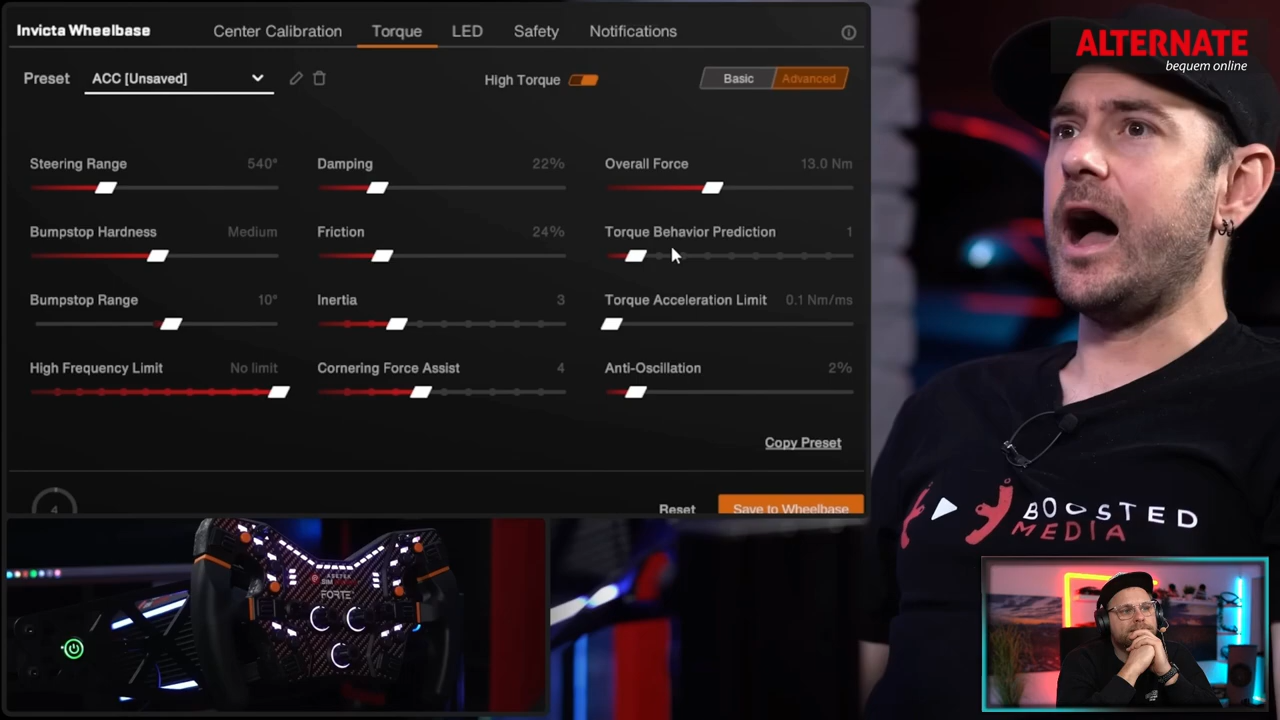 Invicta Wheelbase
Center Calibration
Torque
LED
Safety
Notifications
Preset
ACC [Unsaved]
High Torque
Basic
Advanced
Steering Range
540°
Damping
22%
Overall Force
13.0 Nm
Bumpstop Hardness
Medium
Friction
24%
Torque Behavior Prediction
1
Bumpstop Range
10°
Inertia
3
Torque Acceleration Limit
0.1 Nm/ms
High Frequency Limit
No limit
Cornering Force Assist
4
Anti-Oscillation
2%
Copy Preset
Reset
Save to Wheelbase
ALTERNATE
bequem online
BOOSTED
MEDIA
FORTE